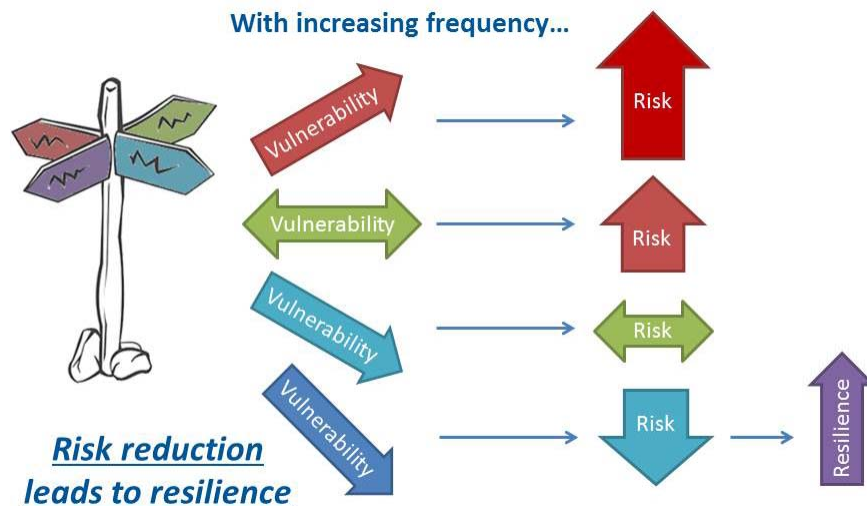 With increasing frequency...
Vulnerability
Risk
Vulnerability
Risk
Vulnerability
Risk
Vulnerability
Risk
Resilience
Risk reduction
leads to resilience